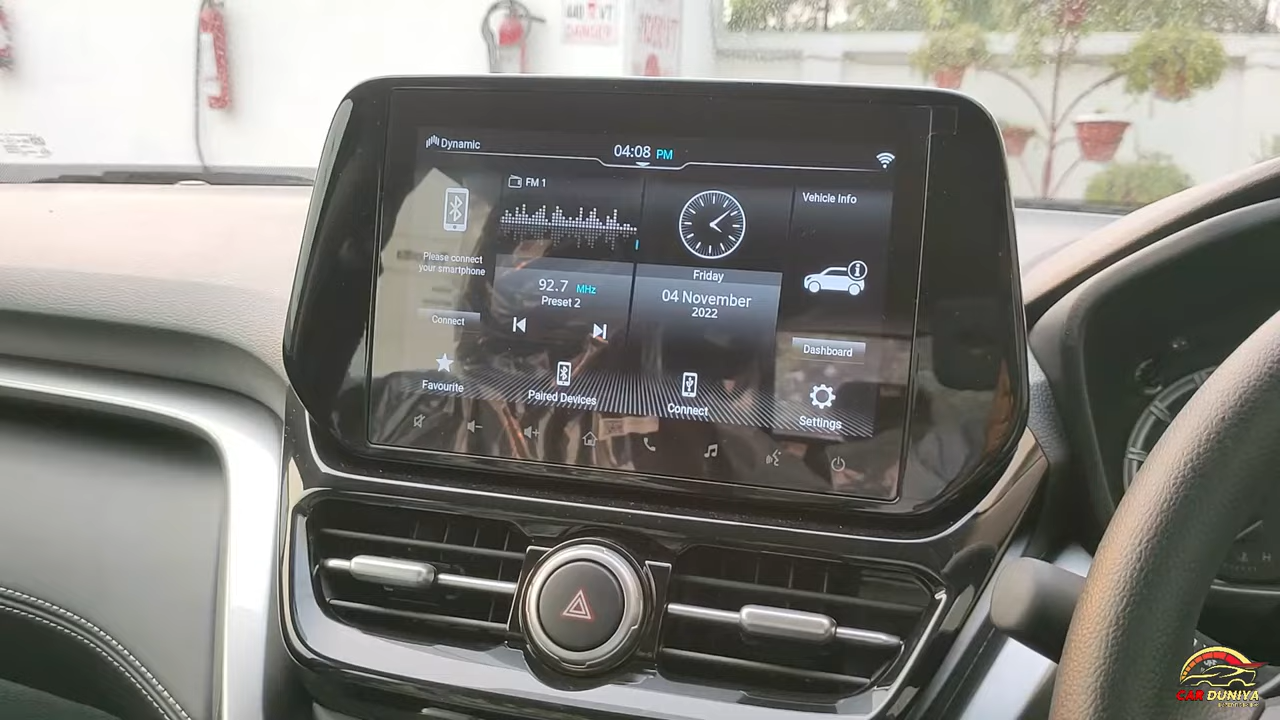 DANGER
Dynamic
04:08 PM
FM 1
Vehicle Info
Please connect
your smartphone
Friday
92.7 MHz
Preset 2
04 November
2022
Connect
Dashboard
Favourite
Paired Devices
Connect
Settings
CAR DUNIYA